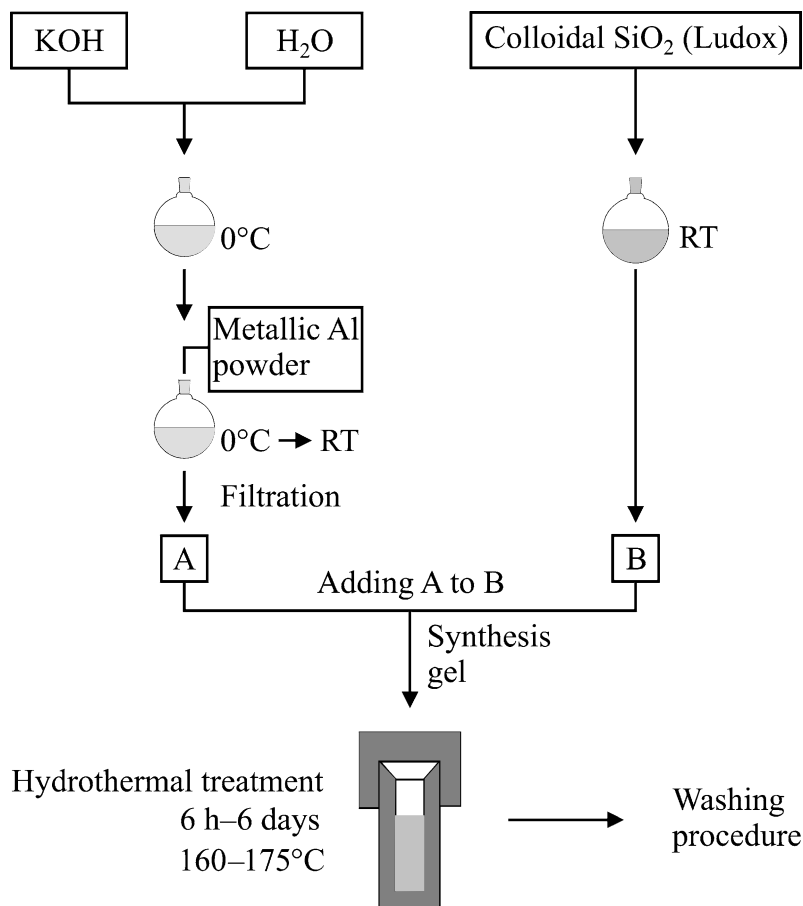 KOH
H₂O
Colloidal SiO₂ (Ludox)
0°C
RT
Metallic Al
powder
0°C → RT
Filtration
A
B
Adding A to B
Synthesis
gel
Hydrothermal treatment
6 h–6 days
160–175°C
Washing
procedure